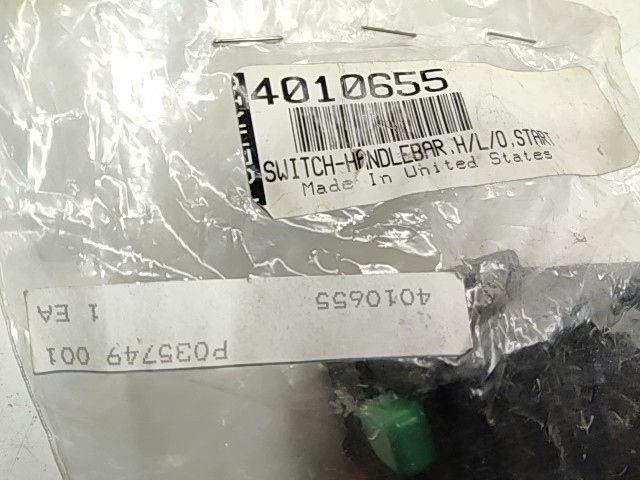 4010655
SWITCH-HANDLEBAR,H/L/O,START
Made In United States
4010655
1 EA
P035749 001